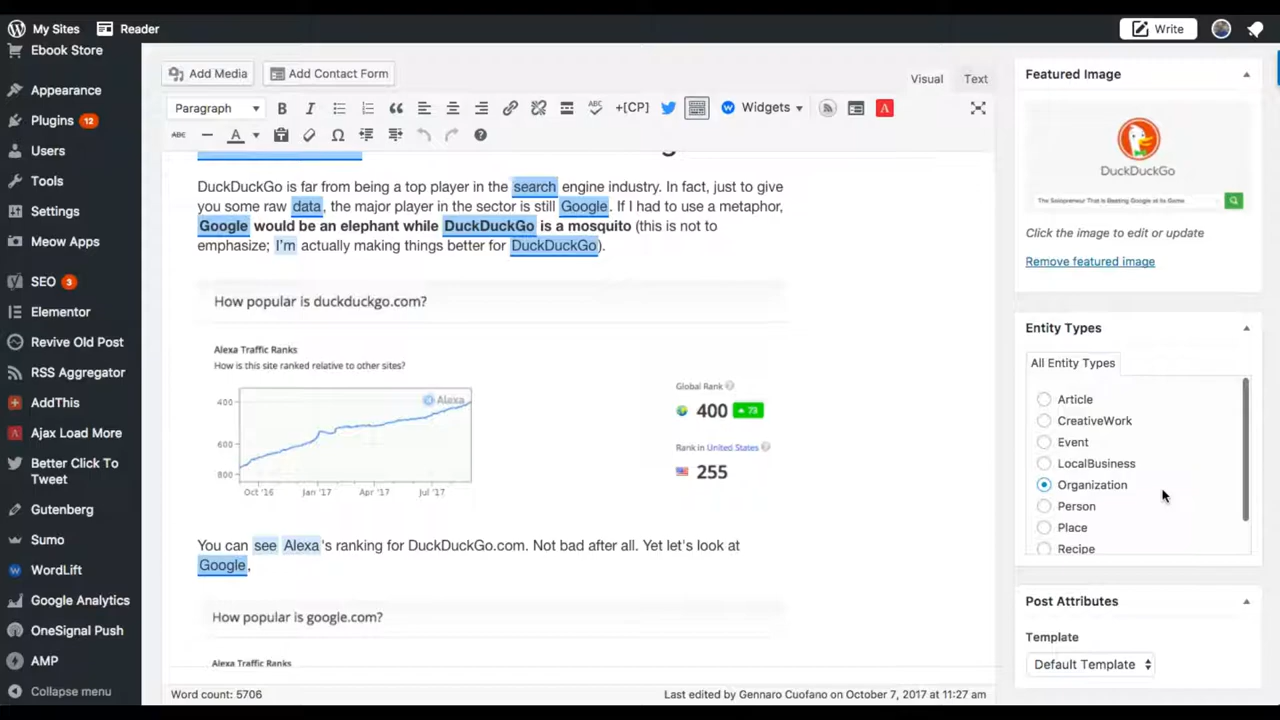 My Sites
Reader
Write
Ebook Store
Appearance
Plugins 12
Users
Tools
Settings
Meow Apps
SEO 3
Elementor
Revive Old Post
RSS Aggregator
AddThis
Ajax Load More
Better Click To
Tweet
Gutenberg
Sumo
WordLift
Google Analytics
OneSignal Push
AMP
Collapse menu
Add Media
Add Contact Form
Visual
Text
Paragraph
B I
ABC
+[CP]
Widgets
A
ABC
A
DuckDuckGo is far from being a top player in the search engine industry. In fact, just to give
you some raw data, the major player in the sector is still Google. If I had to use a metaphor,
Google would be an elephant while DuckDuckGo is a mosquito (this is not to
emphasize; I'm actually making things better for DuckDuckGo).
How popular is duckduckgo.com?
Alexa Traffic Ranks
How is this site ranked relative to other sites?
Alexa
400
600
800
Oct '16 Jan '17 Apr '17 Jul '17
Global Rank
400 73
Rank in United States
255
You can see Alexa's ranking for DuckDuckGo.com. Not bad after all. Yet let's look at
Google,
How popular is google.com?
Alexa Traffic Ranks
Word count: 5706
Last edited by Gennaro Cuofano on October 7, 2017 at 11:27 am
Featured Image
DuckDuckGo
The Solopreneur That Is Beating Google at its Game
Click the image to edit or update
Remove featured image
Entity Types
All Entity Types
Article
CreativeWork
Event
LocalBusiness
Organization
Person
Place
Recipe
Post Attributes
Template
Default Template